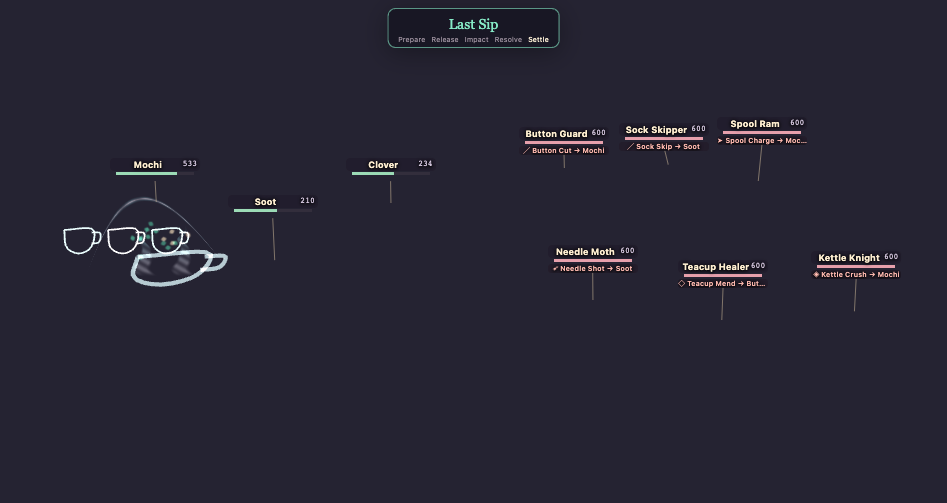 Last Sip
Prepare Release Impact Resolve Settle
Button Guard 600
╱ Button Cut → Mochi
Sock Skipper 600
╱ Sock Skip → Soot
Spool Ram 600
➤ Spool Charge → Moc...
Mochi 533
Clover 234
Soot 210
Needle Moth 600
➶ Needle Shot → Soot
Teacup Healer 600
◇ Teacup Mend → But...
Kettle Knight 600
◈ Kettle Crush → Mochi